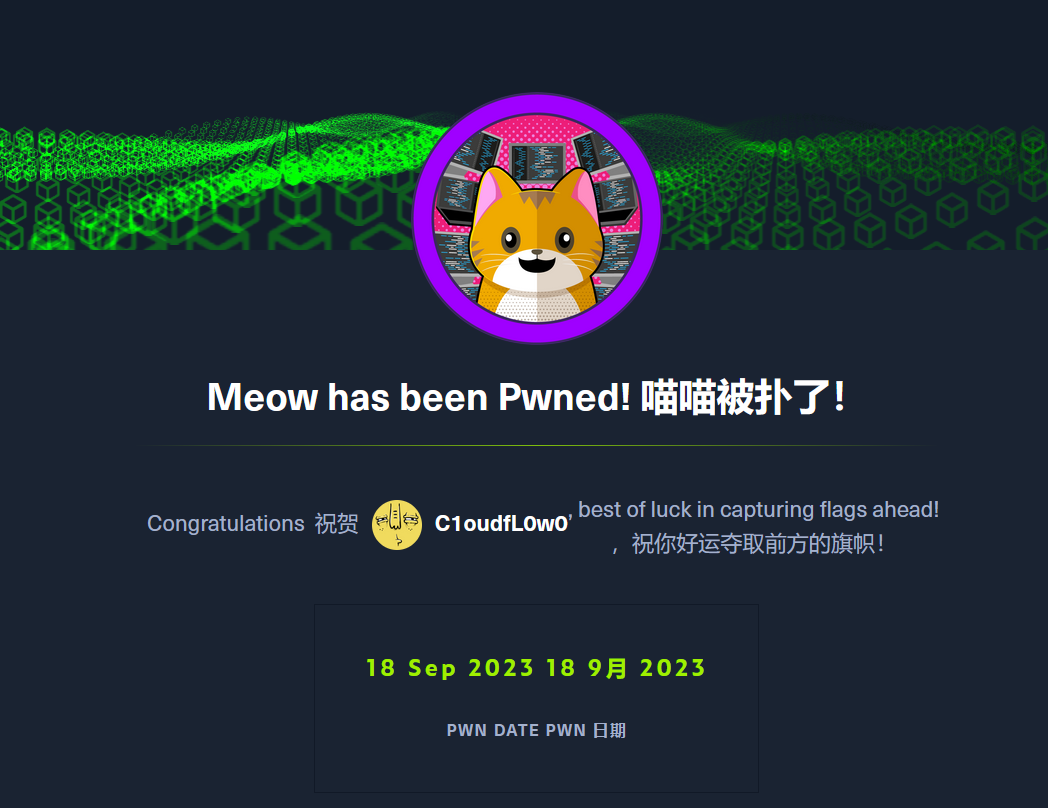 Meow has been Pwned! 喵喵被扑了！
Congratulations 祝贺 C1oudfL0w0, best of luck in capturing flags ahead!
，祝你好运夺取前方的旗帜！
18 Sep 2023 18 9月 2023
PWN DATE PWN 日期